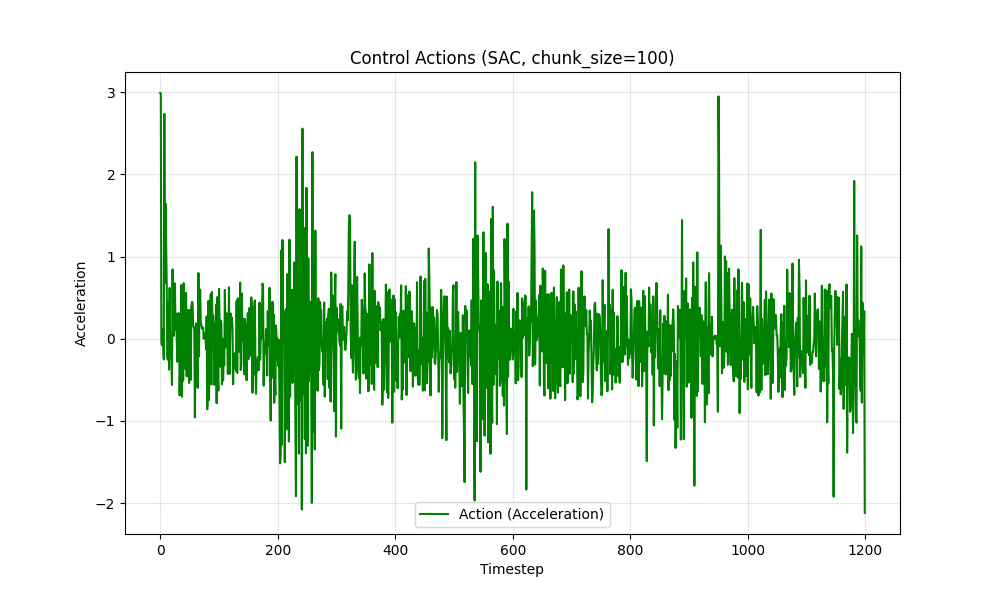 Control Actions (SAC, chunk_size=100)
3
2
1
0
−1
−2
Acceleration
Action (Acceleration)
0 200 400 600 800 1000 1200
Timestep